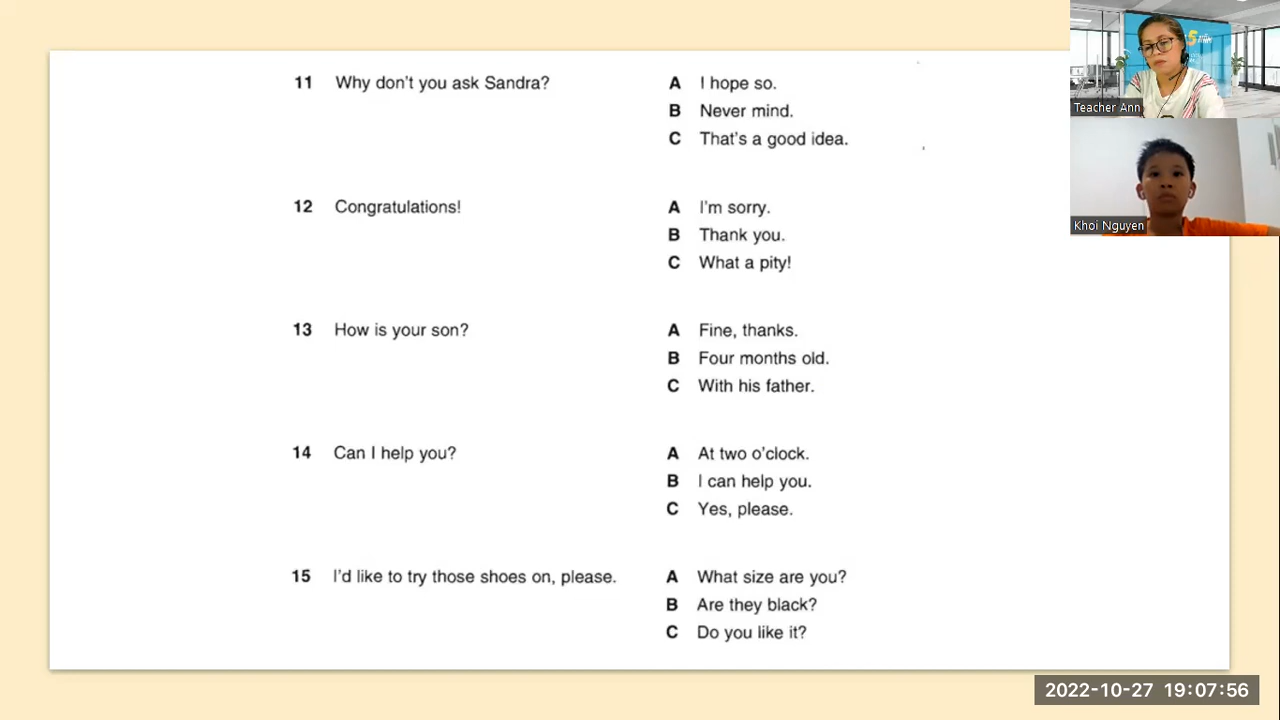 11 Why don't you ask Sandra? A I hope so.
B Never mind.
C That's a good idea.
12 Congratulations! A I'm sorry.
B Thank you.
C What a pity!
13 How is your son? A Fine, thanks.
B Four months old.
C With his father.
14 Can I help you? A At two o'clock.
B I can help you.
C Yes, please.
15 I'd like to try those shoes on, please. A What size are you?
B Are they black?
C Do you like it?
Teacher Ann
Khoi Nguyen
2022-10-27 19:07:56